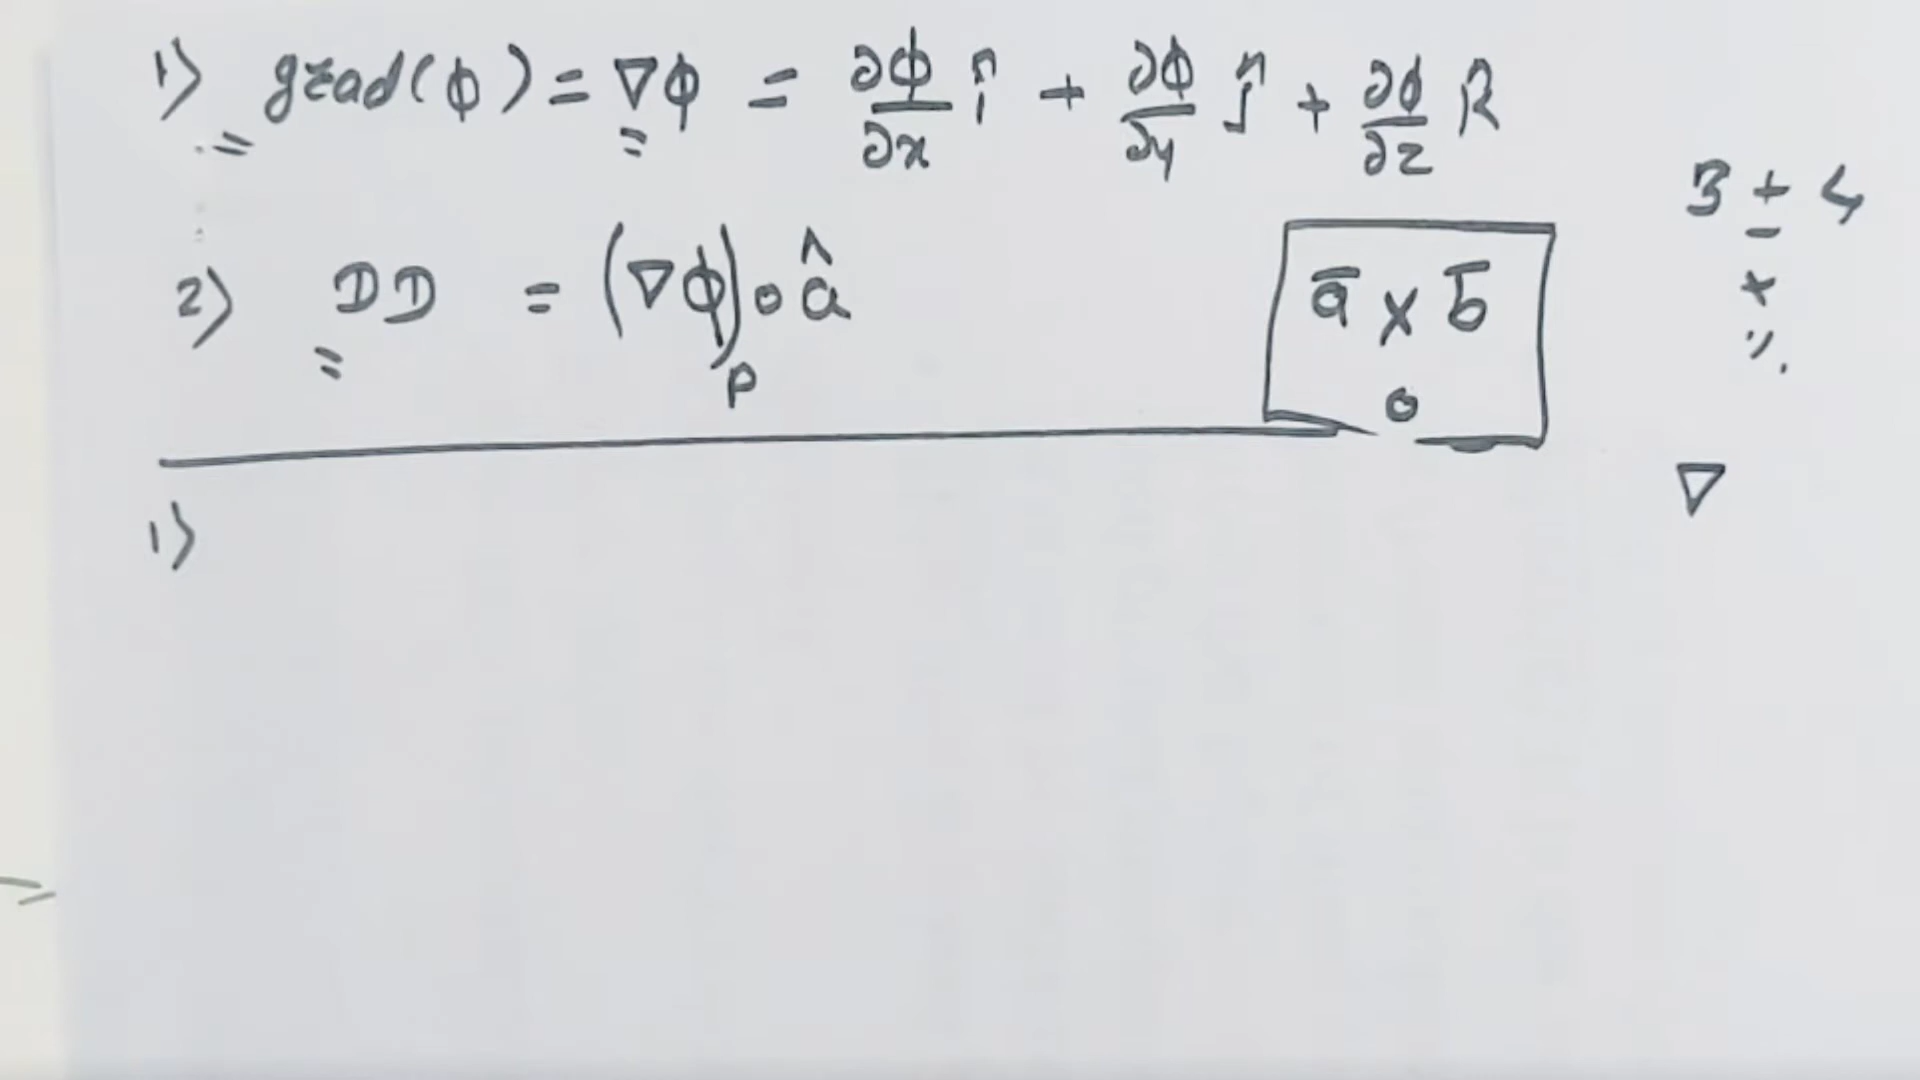 1) grad(ϕ) = ∇ϕ = ∂ϕ/∂x î + ∂ϕ/∂y ĵ + ∂ϕ/∂z k̂
3 + 4
-
×
%.
2) DD = (∇ϕ)ₚ ∘ â
a̅ × b̅
∘
∇
1)